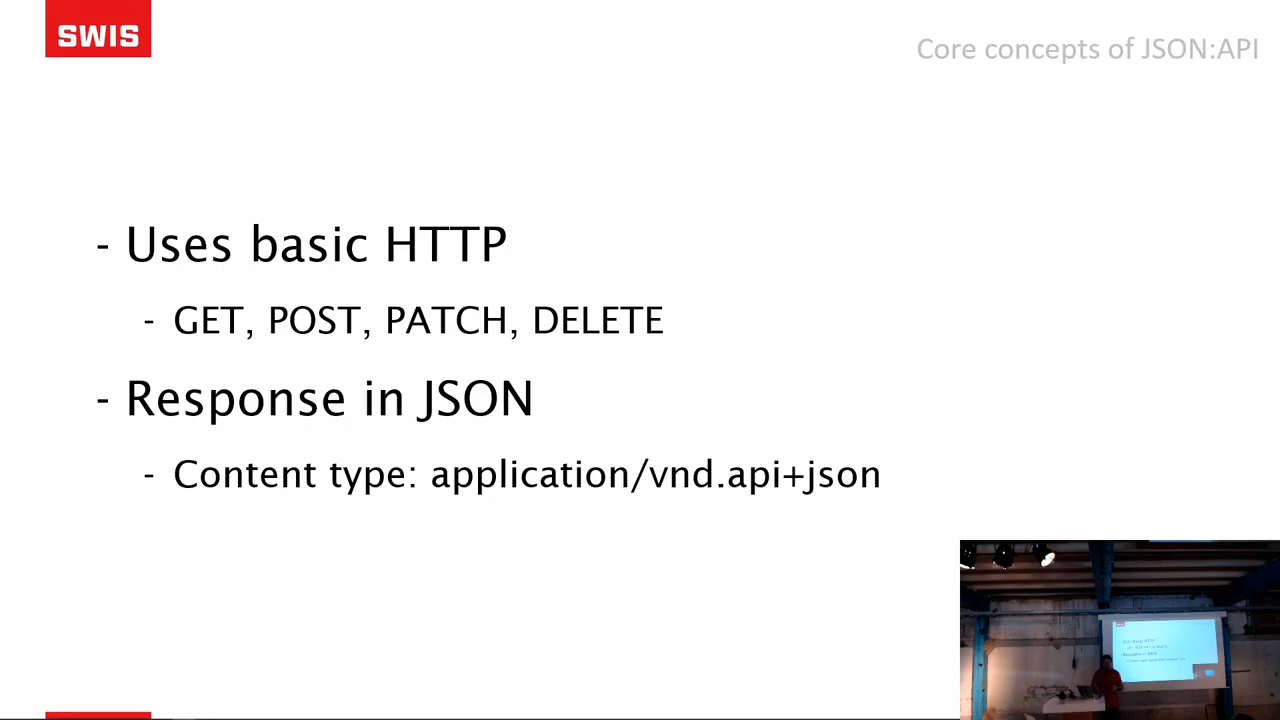 SWIS
Core concepts of JSON:API
- Uses basic HTTP
- GET, POST, PATCH, DELETE
- Response in JSON
- Content type: application/vnd.api+json